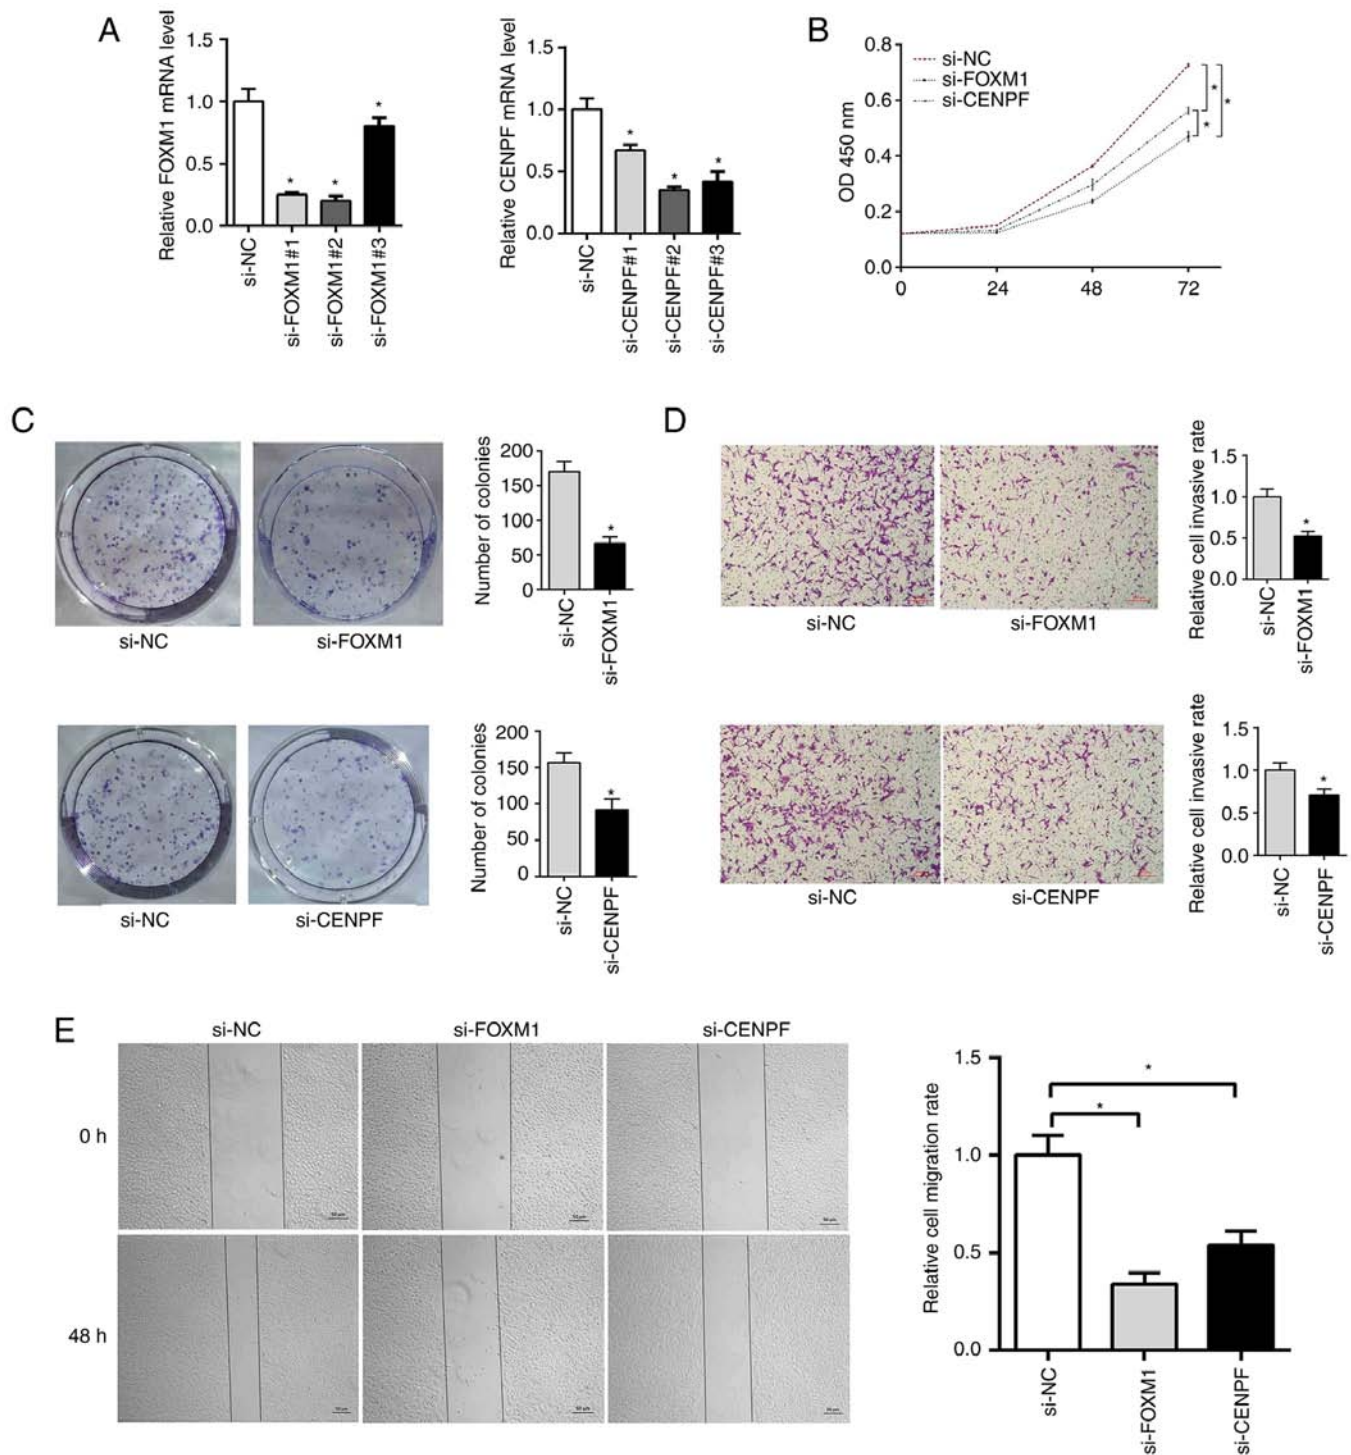 A
Relative FOXM1 mRNA level
1.5
1.0
0.5
0.0
*
*
*
si-NC
si-FOXM1#1
si-FOXM1#2
si-FOXM1#3
Relative CENPF mRNA level
1.5
1.0
0.5
0.0
*
*
*
si-NC
si-CENPF#1
si-CENPF#2
si-CENPF#3
B
OD 450 nm
0.8
0.6
0.4
0.2
0.0
si-NC
si-FOXM1
si-CENPF
*
*
*
0 24 48 72
C
si-NC
si-FOXM1
Number of colonies
200
150
100
50
0
*
si-NC
si-FOXM1
si-NC
si-CENPF
Number of colonies
200
150
100
50
0
*
si-NC
si-CENPF
D
si-NC
si-FOXM1
Relative cell invasive rate
1.5
1.0
0.5
0.0
*
si-NC
si-FOXM1
si-NC
si-CENPF
Relative cell invasive rate
1.5
1.0
0.5
0.0
*
si-NC
si-CENPF
E
si-NC
si-FOXM1
si-CENPF
0 h
48 h
Relative cell migration rate
1.5
1.0
0.5
0.0
*
*
si-NC
si-FOXM1
si-CENPF